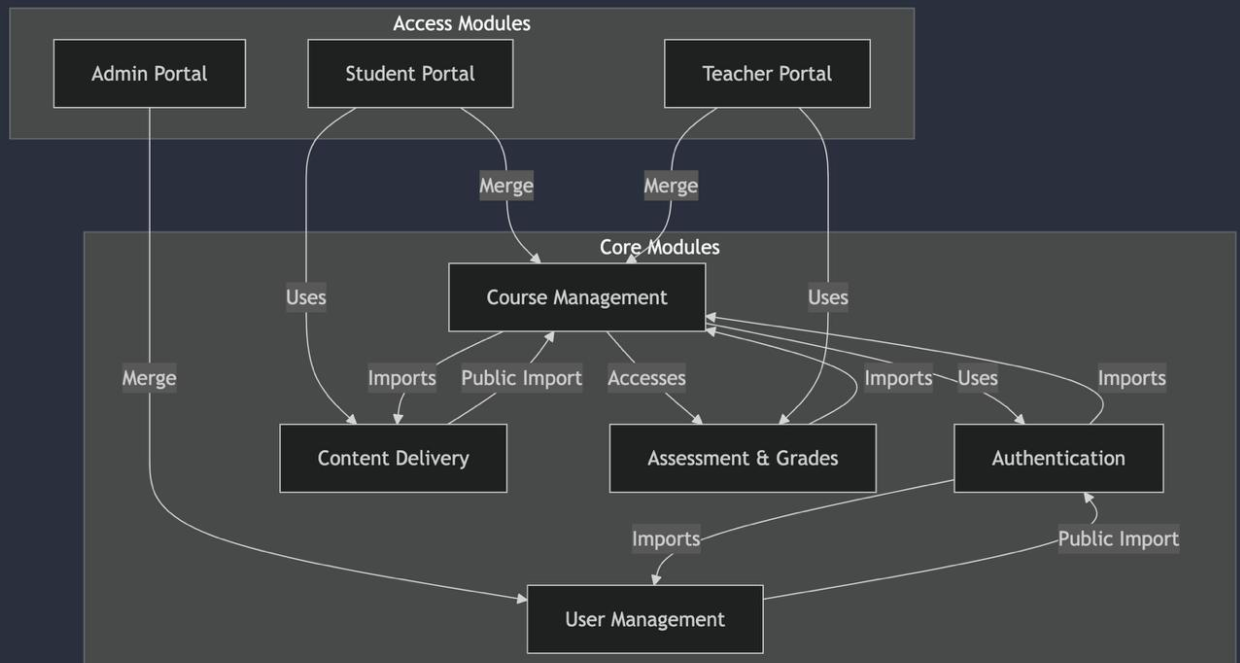 Access Modules
Admin Portal
Student Portal
Teacher Portal
Merge
Merge
Core Modules
Uses
Course Management
Uses
Merge
Imports
Public Import
Accesses
Imports
Uses
Imports
Content Delivery
Assessment & Grades
Authentication
Imports
Public Import
User Management